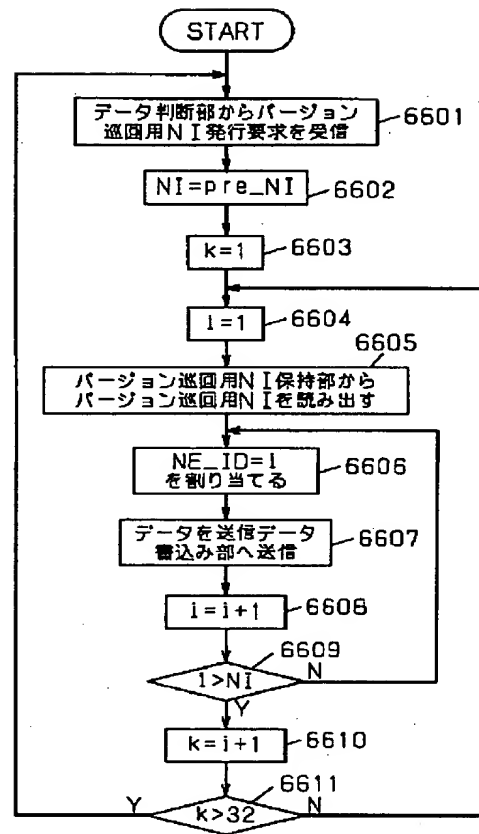 START
データ判断部からバージョン
巡回用NI発行要求を受信
6601
NI=pre_NI
6602
k=1
6603
i=1
6604
6605
バージョン巡回用NI保持部から
バージョン巡回用NIを読み出す
NE_ID=i
を割り当てる
6606
データを送信データ
書込み部へ送信
6607
i=i+1
6608
6609
i>NI
N
Y
k=i+1
6610
6611
Y
k>32
N